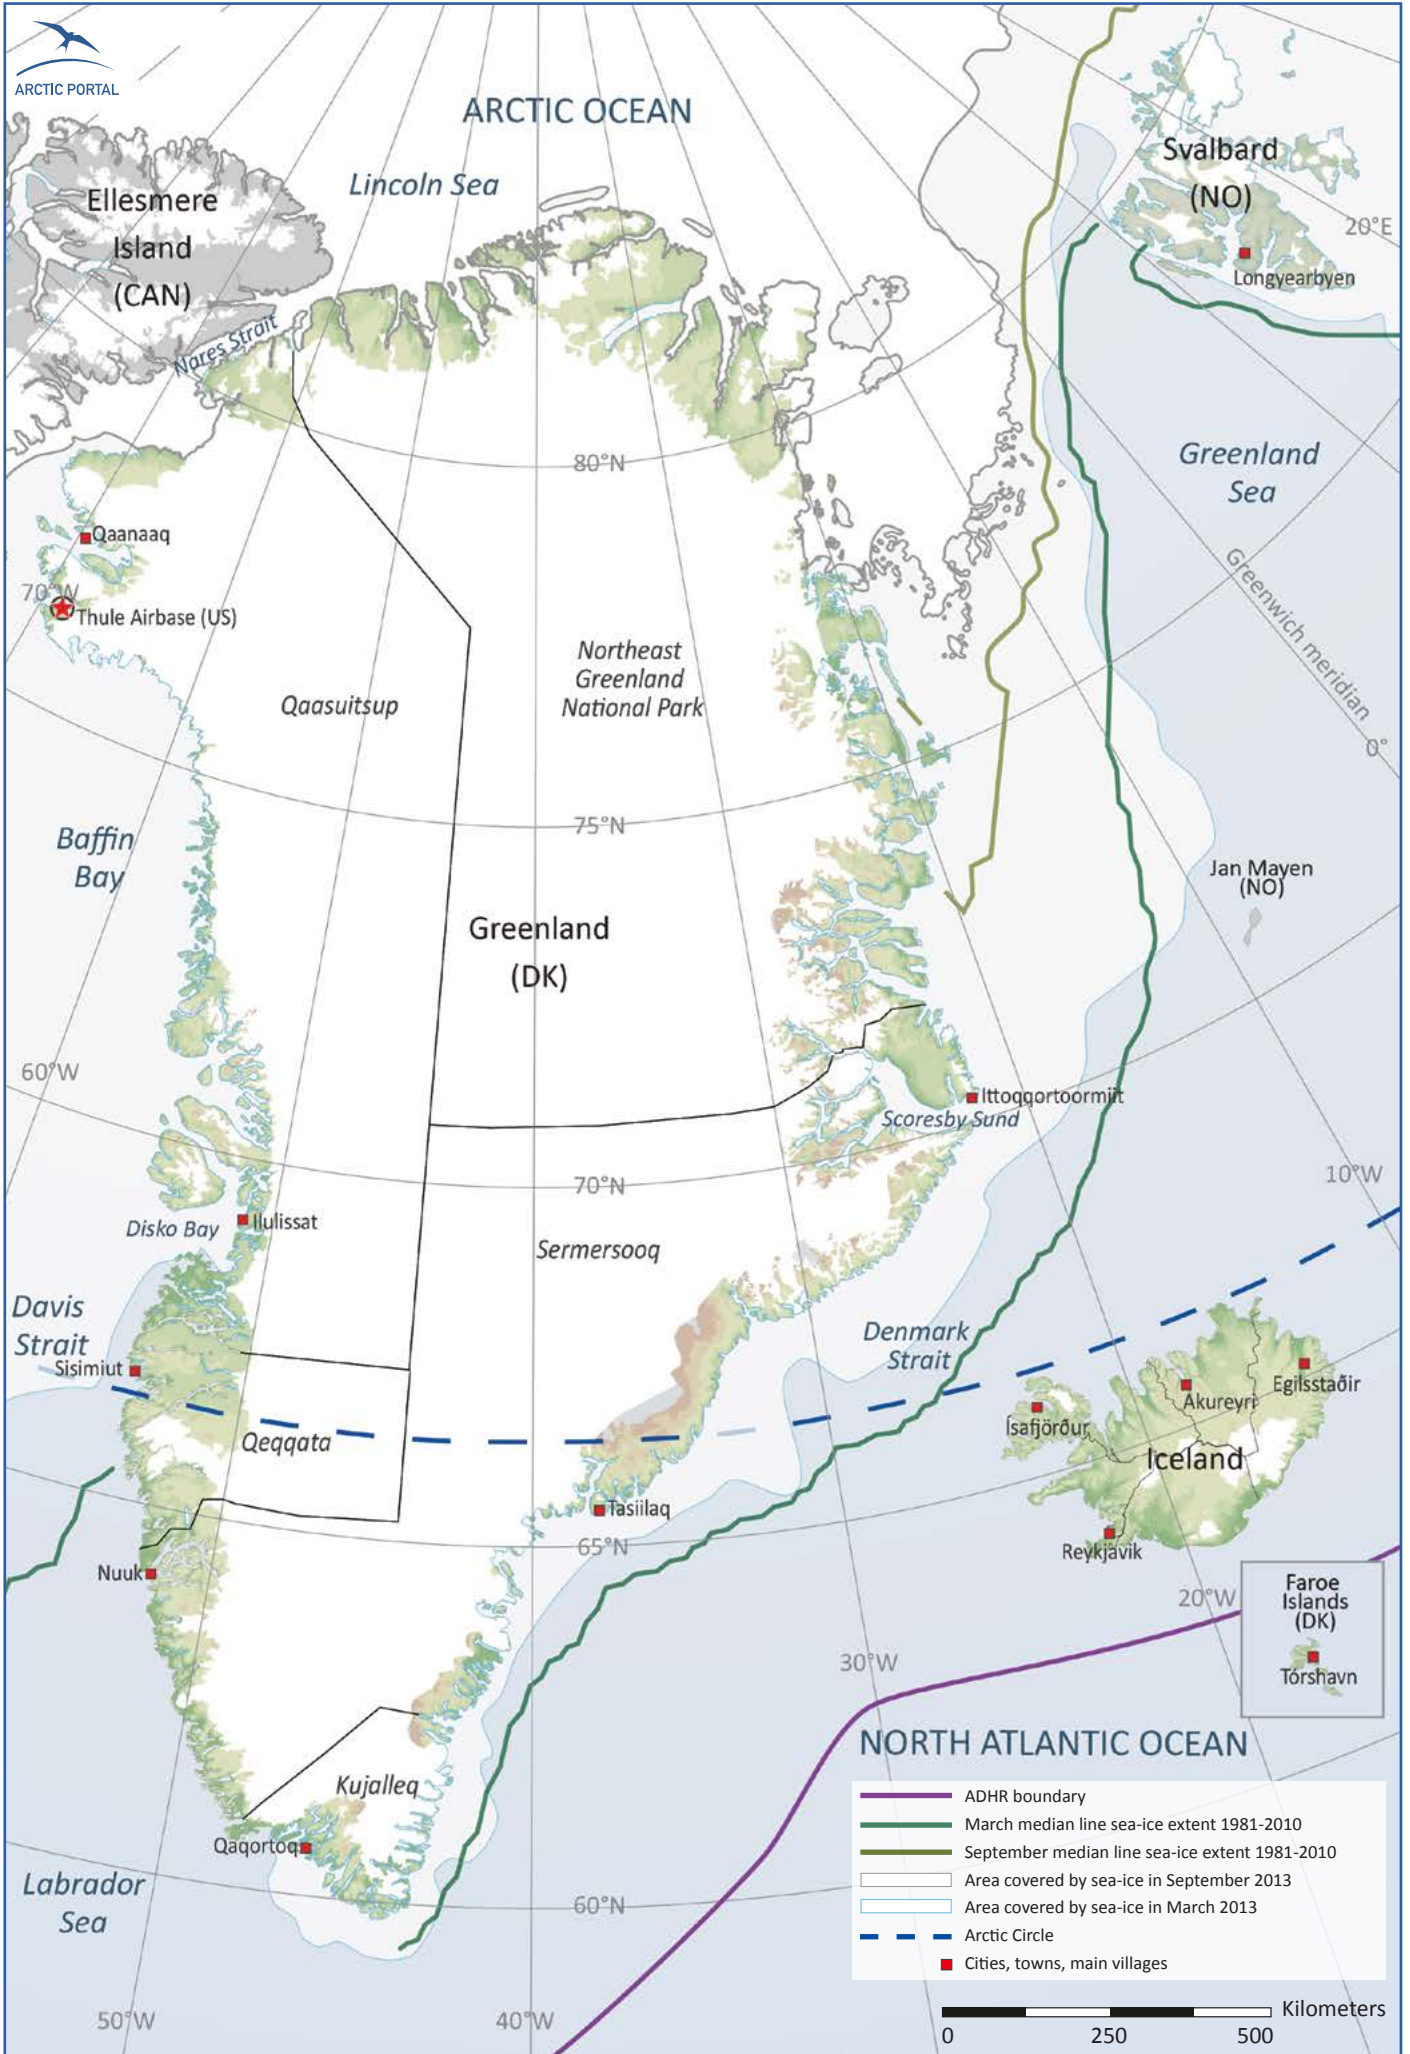 ARCTIC PORTAL
ARCTIC OCEAN
Lincoln Sea
Ellesmere
Island
(CAN)
Svalbard
(NO)
20°E
Longyearbyen
Nares Strait
80°N
Greenland
Sea
Qaanaaq
70°W
Thule Airbase (US)
Greenwich meridian
0°
Northeast
Greenland
National Park
Qaasuitsup
75°N
Baffin
Bay
Jan Mayen
(NO)
Greenland
(DK)
60°W
Ittoqqortoormiit
Scoresby Sund
70°N
10°W
Disko Bay
Ilulissat
Sermersooq
Davis
Strait
Denmark
Strait
Sisimiut
Egilsstaðir
Akureyri
Ísafjörður
Qeqqata
Iceland
Tasiilaq
65°N
Reykjavik
Nuuk
Faroe
Islands
(DK)
Tórshavn
20°W
30°W
NORTH ATLANTIC OCEAN
Kujalleq
Qaqortoq
Labrador
Sea
60°N
50°W
40°W
ADHR boundary
March median line sea-ice extent 1981-2010
September median line sea-ice extent 1981-2010
Area covered by sea-ice in September 2013
Area covered by sea-ice in March 2013
Arctic Circle
Cities, towns, main villages
Kilometers
0 250 500